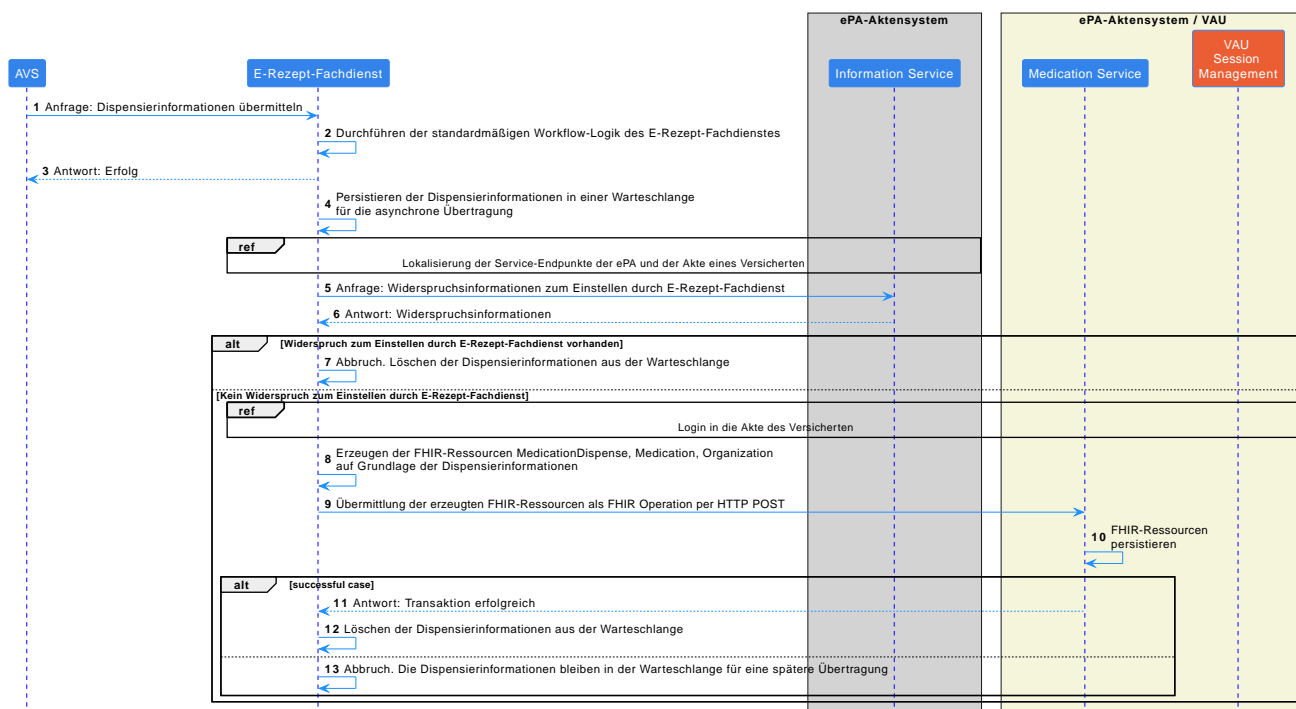 ePA-Aktensystem
ePA-Aktensystem / VAU
AVS
E-Rezept-Fachdienst
Information Service
Medication Service
VAU
Session
Management
1 Anfrage: Dispensierinformationen übermitteln
2 Durchführen der standardmäßigen Workflow-Logik des E-Rezept-Fachdienstes
3 Antwort: Erfolg
4 Persistieren der Dispensierinformationen in einer Warteschlange
für die asynchrone Übertragung
ref
Lokalisierung der Service-Endpunkte der ePA und der Akte eines Versicherten
5 Anfrage: Widerspruchsinformationen zum Einstellen durch E-Rezept-Fachdienst
6 Antwort: Widerspruchsinformationen
alt [Widerspruch zum Einstellen durch E-Rezept-Fachdienst vorhanden]
7 Abbruch. Löschen der Dispensierinformationen aus der Warteschlange
[Kein Widerspruch zum Einstellen durch E-Rezept-Fachdienst]
ref
Login in die Akte des Versicherten
8 Erzeugen der FHIR-Ressourcen MedicationDispense, Medication, Organization
auf Grundlage der Dispensierinformationen
9 Übermittlung der erzeugten FHIR-Ressourcen als FHIR Operation per HTTP POST
10 FHIR-Ressourcen
persistieren
alt [successful case]
11 Antwort: Transaktion erfolgreich
12 Löschen der Dispensierinformationen aus der Warteschlange
13 Abbruch. Die Dispensierinformationen bleiben in der Warteschlange für eine spätere Übertragung